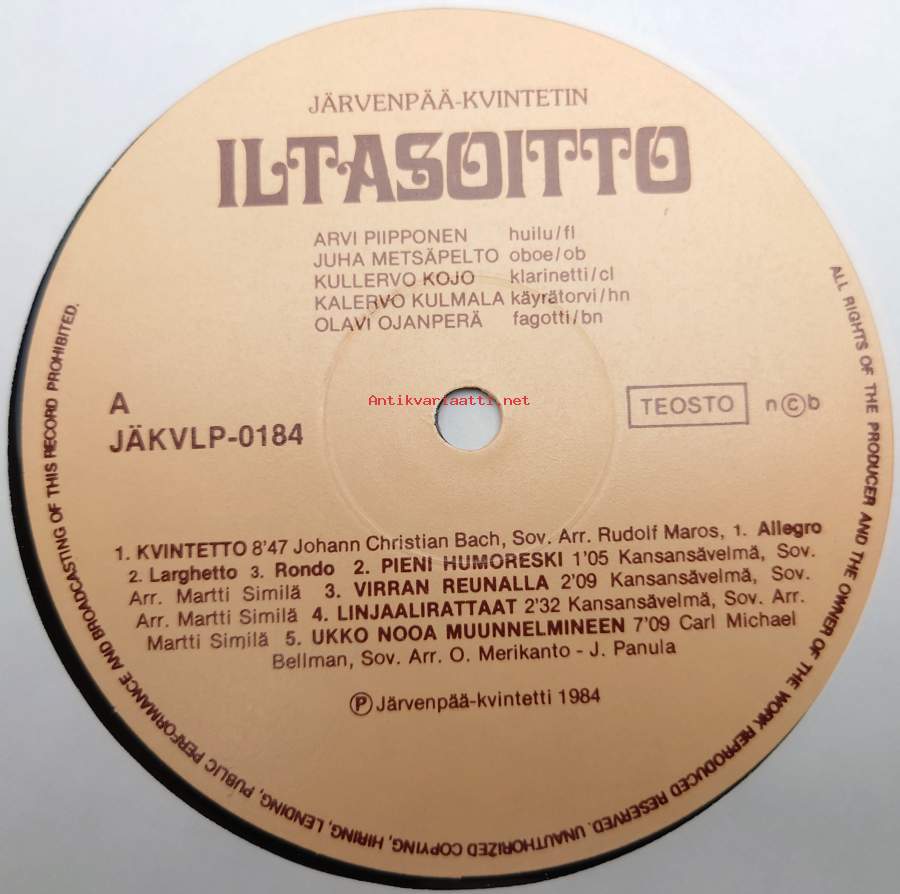 JÄRVENPÄÄ-KVINTETIN
ILTASOITTO
ARVI PIIPPONEN huilu/fl
JUHA METSÄPELTO oboe/ob
KULLERVO KOJO klarinetti/cl
KALERVO KULMALA käyrätorvi/hn
OLAVI OJANPERÄ fagotti/bn
Antikvariaatti.net
A
JÄKVLP-0184
TEOSTO n©b
1. KVINTETTO 8'47 Johann Christian Bach, Sov. Arr. Rudolf Maros, 1. Allegro
2. Larghetto 3. Rondo 2. PIENI HUMORESKI 1'05 Kansansävelmä, Sov.
Arr. Martti Similä 3. VIRRAN REUNALLA 2'09 Kansansävelmä, Sov.
Arr. Martti Similä 4. LINJAALIRATTAAT 2'32 Kansansävelmä, Sov. Arr.
Martti Similä 5. UKKO NOOA MUUNNELMINEEN 7'09 Carl Michael
Bellman, Sov. Arr. O. Merikanto - J. Panula
Ⓟ Järvenpää-kvintetti 1984
ALL RIGHTS OF THE PRODUCER AND THE OWNER OF THE WORK REPRODUCED RESERVED. UNAUTHORIZED COPYING, HIRING, LENDING, PUBLIC PERFORMANCE AND BROADCASTING OF THIS RECORD PROHIBITED.